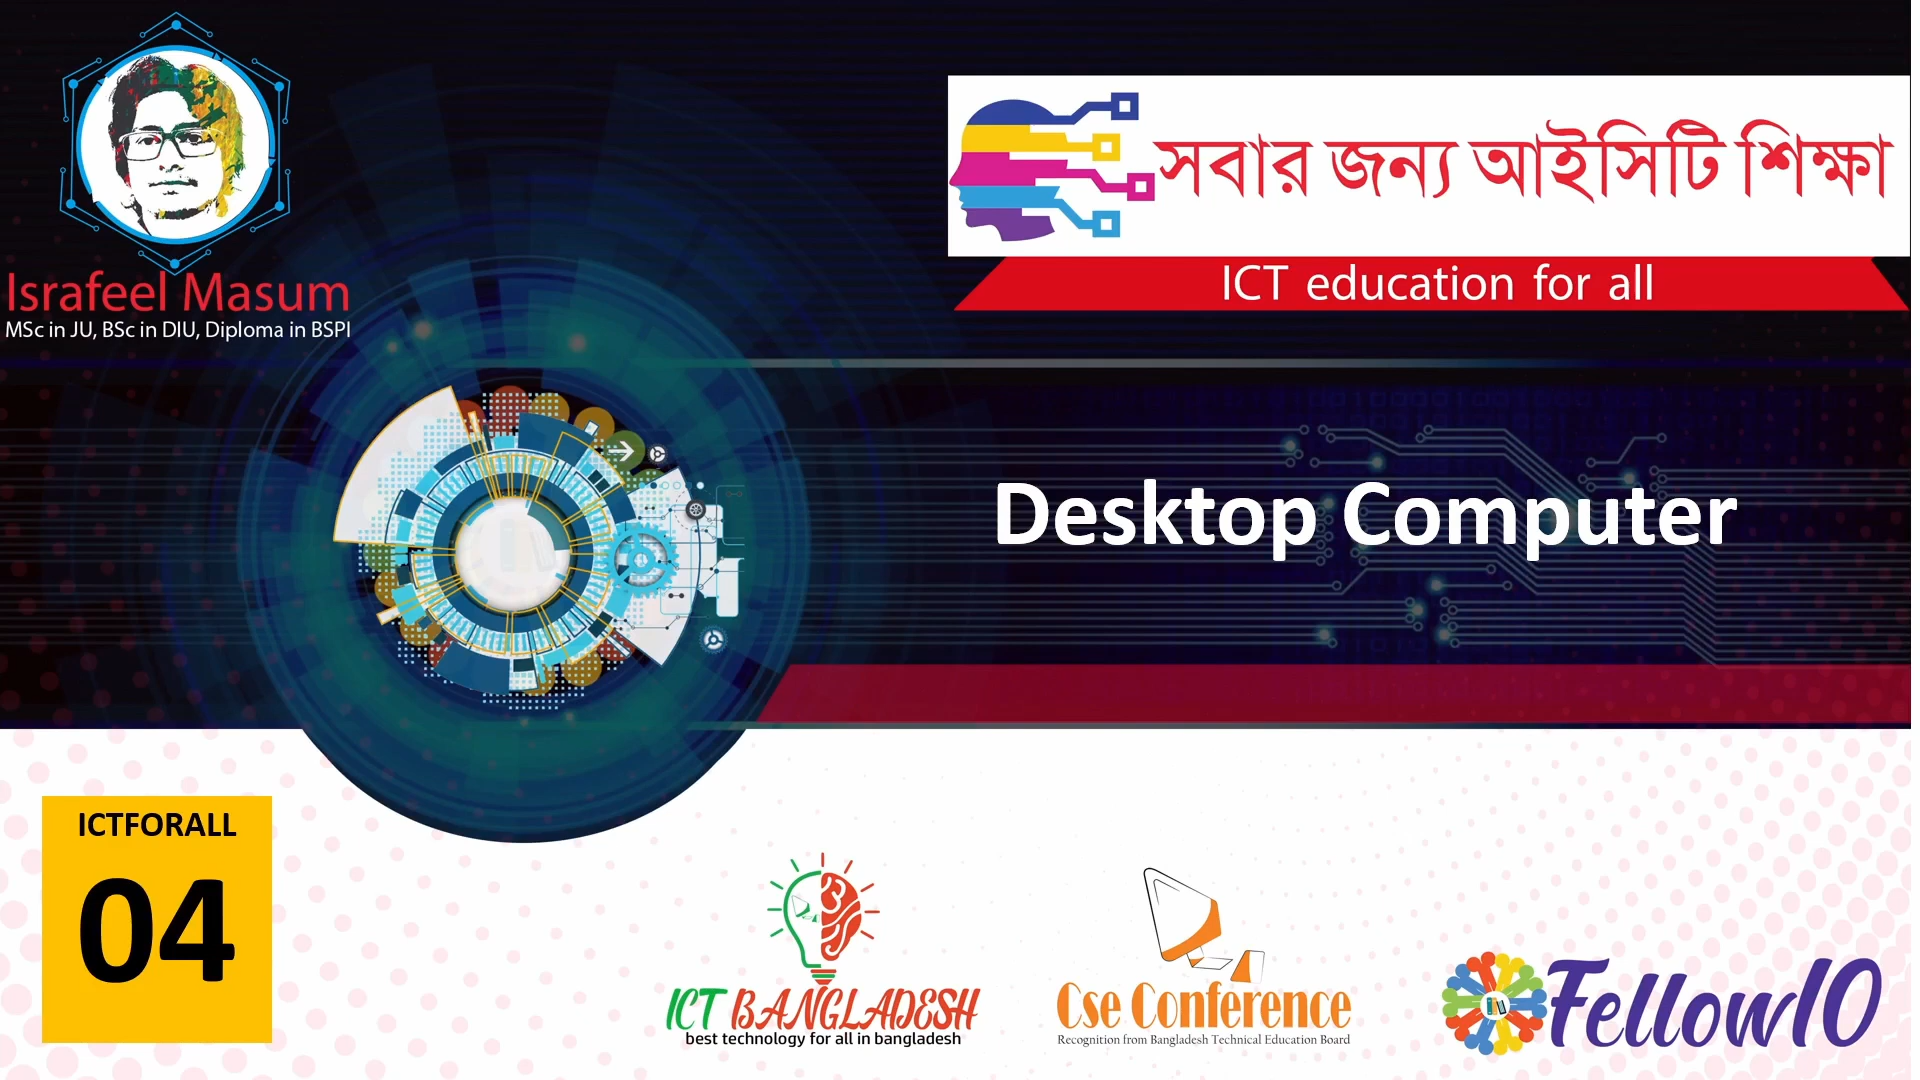 Israfeel Masum
MSc in JU, BSc in DIU, Diploma in BSPI
সবার জন্য আইসিটি শিক্ষা
ICT education for all
Desktop Computer
ICTFORALL
04
ICT BANGLADESH
best technology for all in bangladesh
Cse Conference
Recognition from Bangladesh Technical Education Board
Fellow10